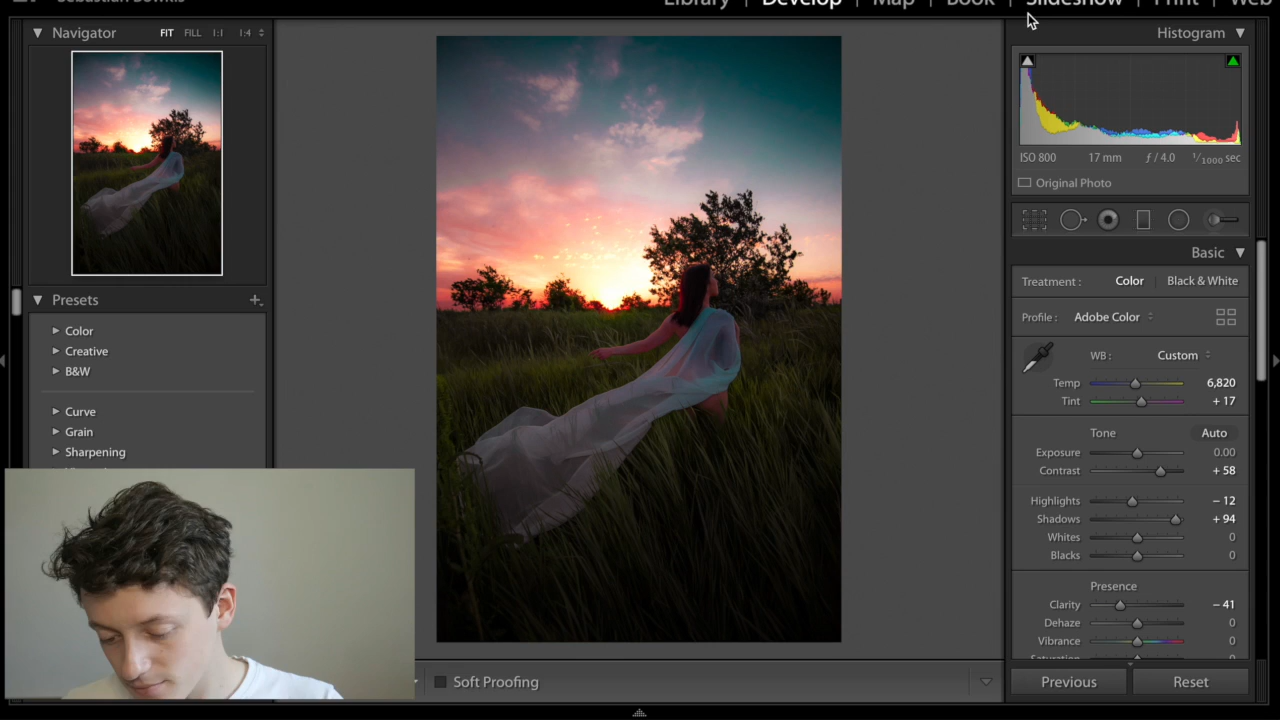 Sebastian Bowkis
Library | Develop | Map | Book | Slideshow | Print | Web
Navigator FIT FILL 1:1 1:4
Presets
Color
Creative
B&W
Curve
Grain
Sharpening
Soft Proofing
Histogram
ISO 800 17 mm ƒ / 4.0 1/1000 sec
Original Photo
Basic
Treatment : Color | Black & White
Profile : Adobe Color
WB : Custom
Temp 6,820
Tint + 17
Tone Auto
Exposure 0.00
Contrast + 58
Highlights − 12
Shadows + 94
Whites 0
Blacks 0
Presence
Clarity − 41
Dehaze 0
Vibrance 0
Saturation
Previous Reset